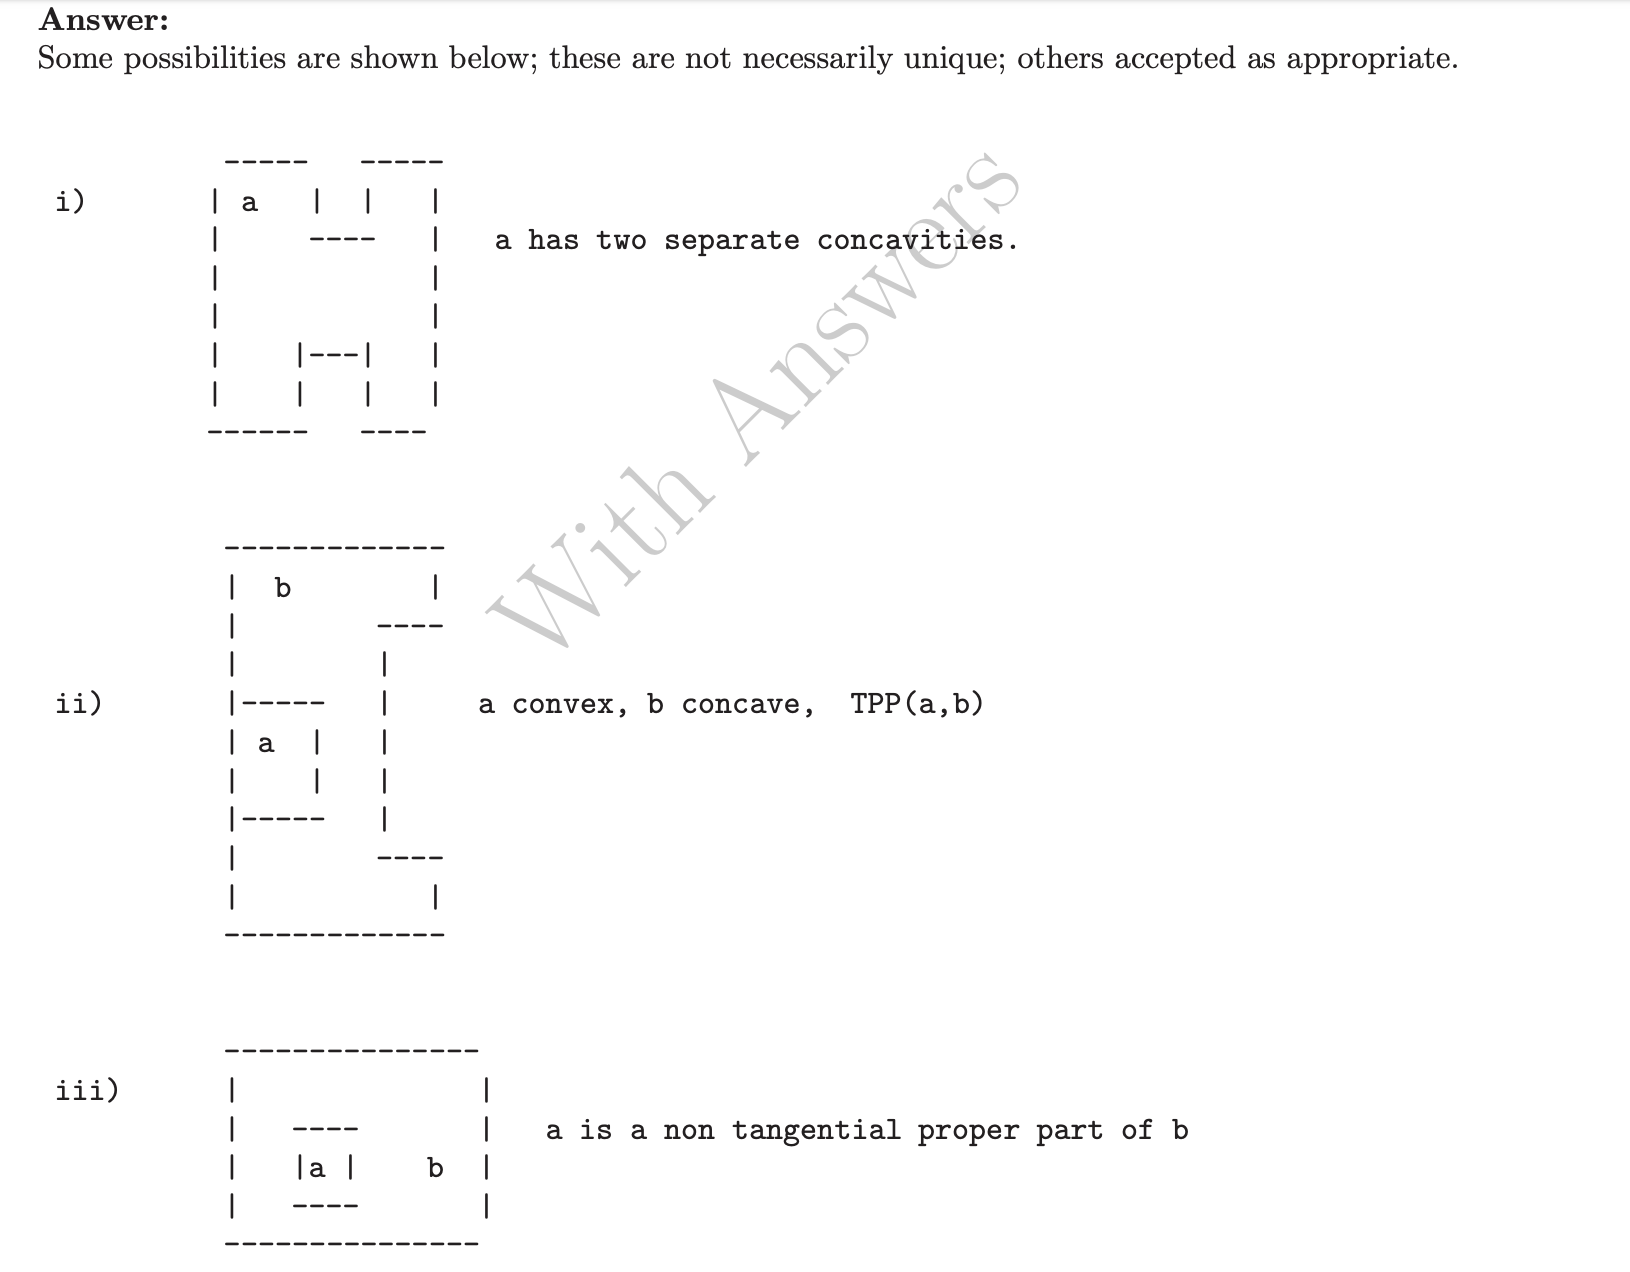 Answer:
Some possibilities are shown below; these are not necessarily unique; others accepted as appropriate.
----- -----
i) | a | | |
| ---- | a has two separate concavities.
| |
| |
| |---| |
| | | |
------ ----
With Answers
-------------
| b |
| ----
| |
ii) |----- | a convex, b concave, TPP(a,b)
| a | |
| | |
|----- |
| ----
| |
-------------
---------------
iii) | |
| ---- | a is a non tangential proper part of b
| |a | b |
| ---- |
---------------